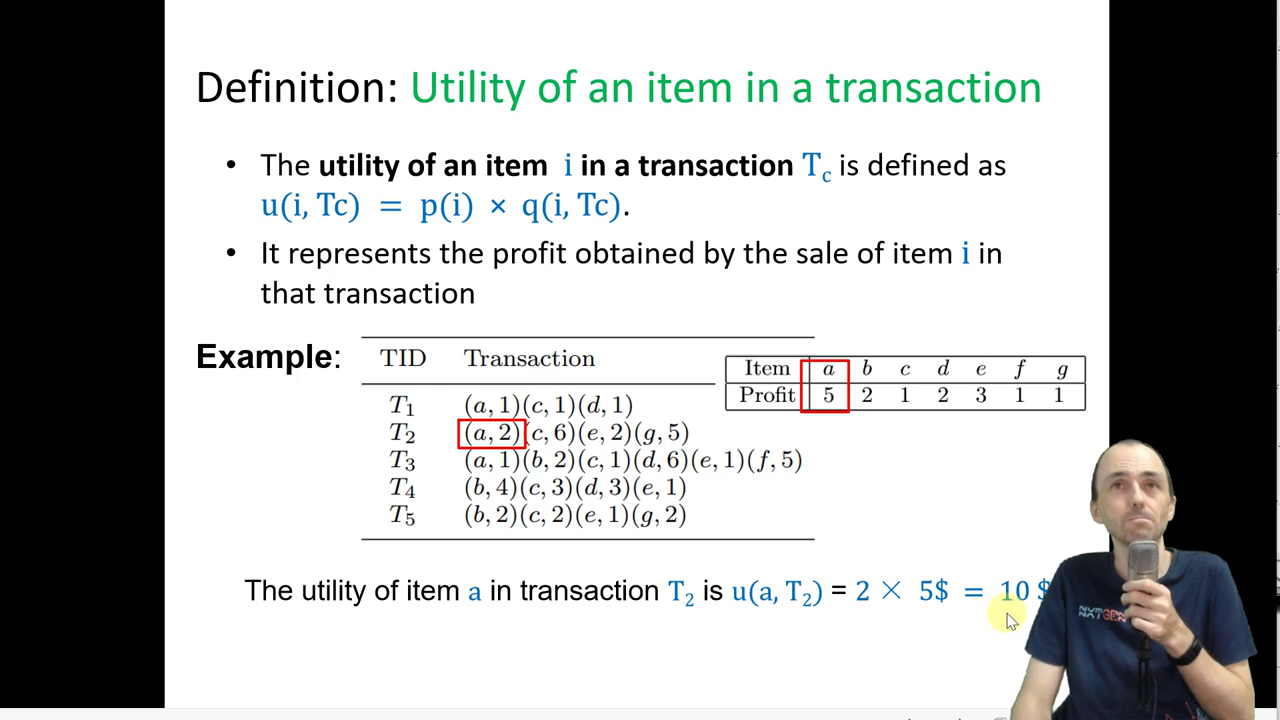 Definition: Utility of an item in a transaction
• The utility of an item i in a transaction Tc is defined as
u(i, Tc) = p(i) × q(i, Tc).
• It represents the profit obtained by the sale of item i in
that transaction
Example:
TID Transaction
T1 (a, 1)(c, 1)(d, 1)
T2 (a, 2)(c, 6)(e, 2)(g, 5)
T3 (a, 1)(b, 2)(c, 1)(d, 6)(e, 1)(f, 5)
T4 (b, 4)(c, 3)(d, 3)(e, 1)
T5 (b, 2)(c, 2)(e, 1)(g, 2)
Item a b c d e f g
Profit 5 2 1 2 3 1 1
The utility of item a in transaction T2 is u(a, T2) = 2 × 5$ = 10 $